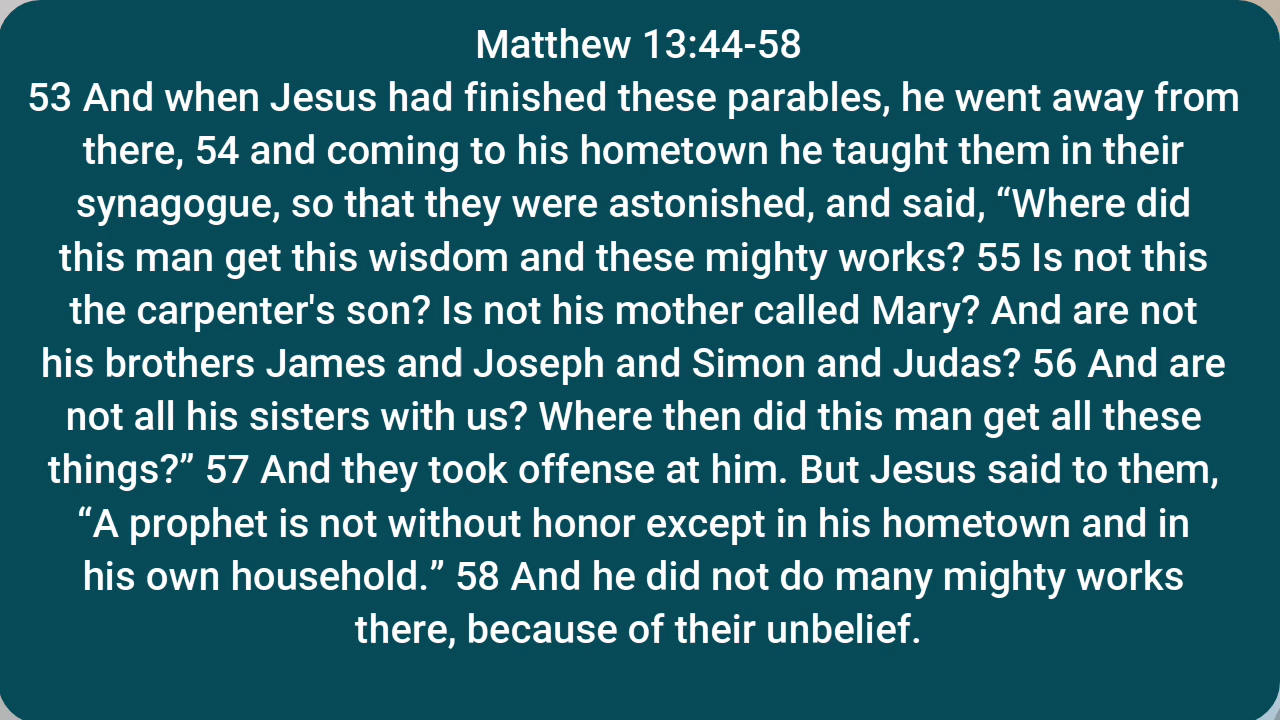 Matthew 13:44-58
53 And when Jesus had finished these parables, he went away from
there, 54 and coming to his hometown he taught them in their
synagogue, so that they were astonished, and said, “Where did
this man get this wisdom and these mighty works? 55 Is not this
the carpenter's son? Is not his mother called Mary? And are not
his brothers James and Joseph and Simon and Judas? 56 And are
not all his sisters with us? Where then did this man get all these
things?” 57 And they took offense at him. But Jesus said to them,
“A prophet is not without honor except in his hometown and in
his own household.” 58 And he did not do many mighty works
there, because of their unbelief.